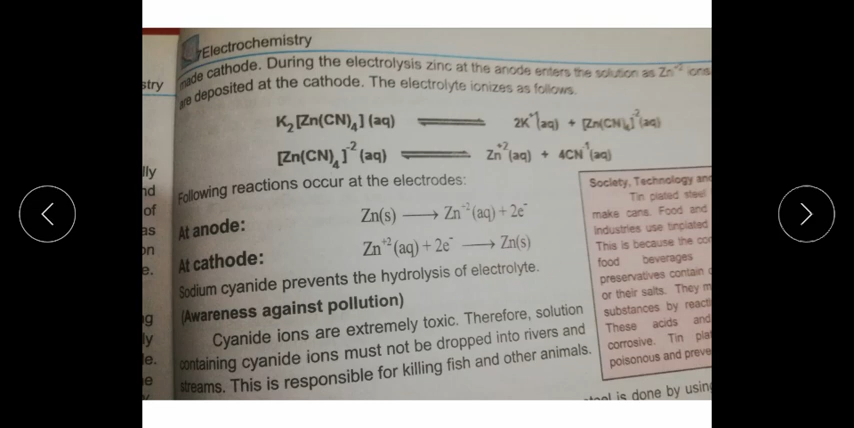 Electrochemistry
made cathode. During the electrolysis zinc at the anode enters the solution as Zn⁺² ions
are deposited at the cathode. The electrolyte ionizes as follows.
K₂[Zn(CN)₄](aq) ⇌ 2K⁺¹(aq) + [Zn(CN)₄]⁻²(aq)
[Zn(CN)₄]⁻²(aq) ⇌ Zn⁺²(aq) + 4CN⁻¹(aq)
Following reactions occur at the electrodes:
At anode: Zn(s) ⟶ Zn⁺²(aq) + 2e⁻
At cathode: Zn⁺²(aq) + 2e⁻ ⟶ Zn(s)
Sodium cyanide prevents the hydrolysis of electrolyte.
(Awareness against pollution)
Cyanide ions are extremely toxic. Therefore, solution
containing cyanide ions must not be dropped into rivers and
streams. This is responsible for killing fish and other animals.
Society, Technology and
Tin plated steel
make cans. Food and
industries use tinplated
This is because the
food beverages
preservatives contain
or their salts. They
substances by
These acids and
corrosive. Tin
poisonous and
is done by using
stry
lly
nd
of
as
on
e.
ng
ly
le.
e